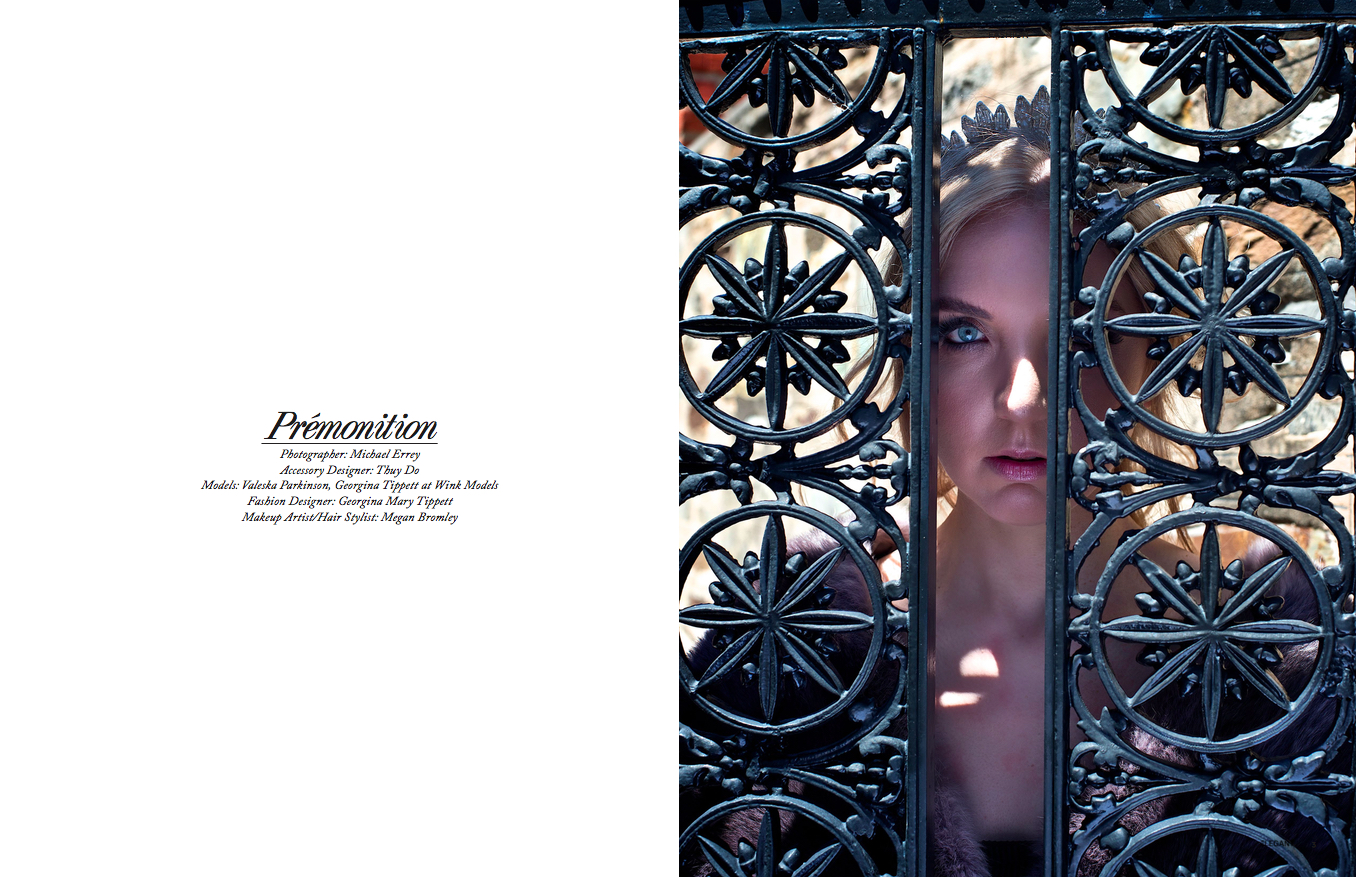 Prémonition
Photographer: Michael Errey
Accessory Designer: Thuy Do
Models: Valeska Parkinson, Georgina Tippett at Wink Models
Fashion Designer: Georgina Mary Tippett
Makeup Artist/Hair Stylist: Megan Bromley